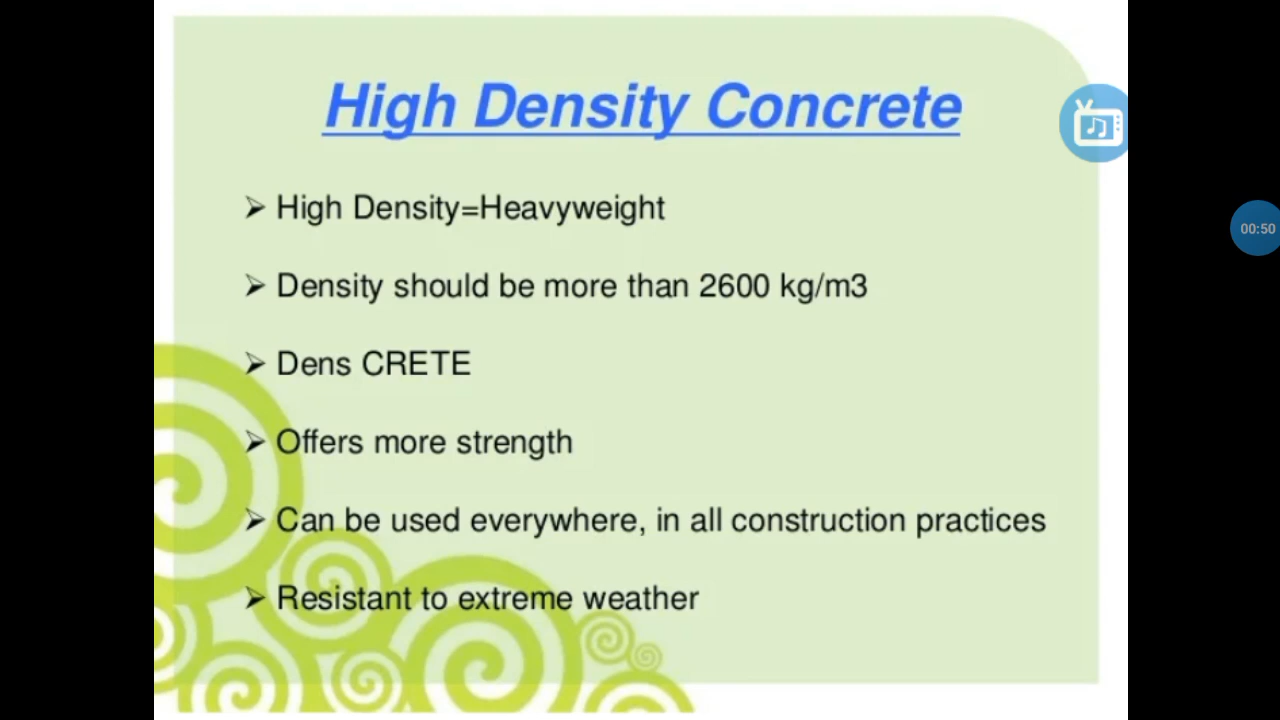 High Density Concrete
➢ High Density=Heavyweight
➢ Density should be more than 2600 kg/m3
➢ Dens CRETE
➢ Offers more strength
➢ Can be used everywhere, in all construction practices
➢ Resistant to extreme weather
00:50